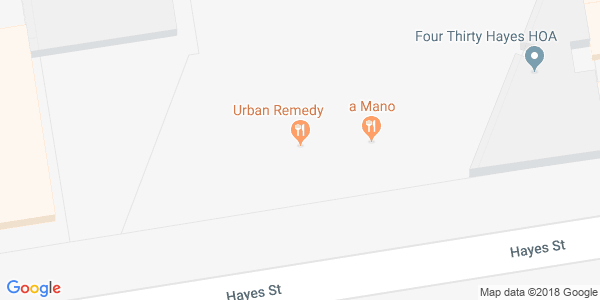 Four Thirty Hayes HOA
Urban Remedy
a Mano
Hayes St
Hayes St
Google
Map data ©2018 Google